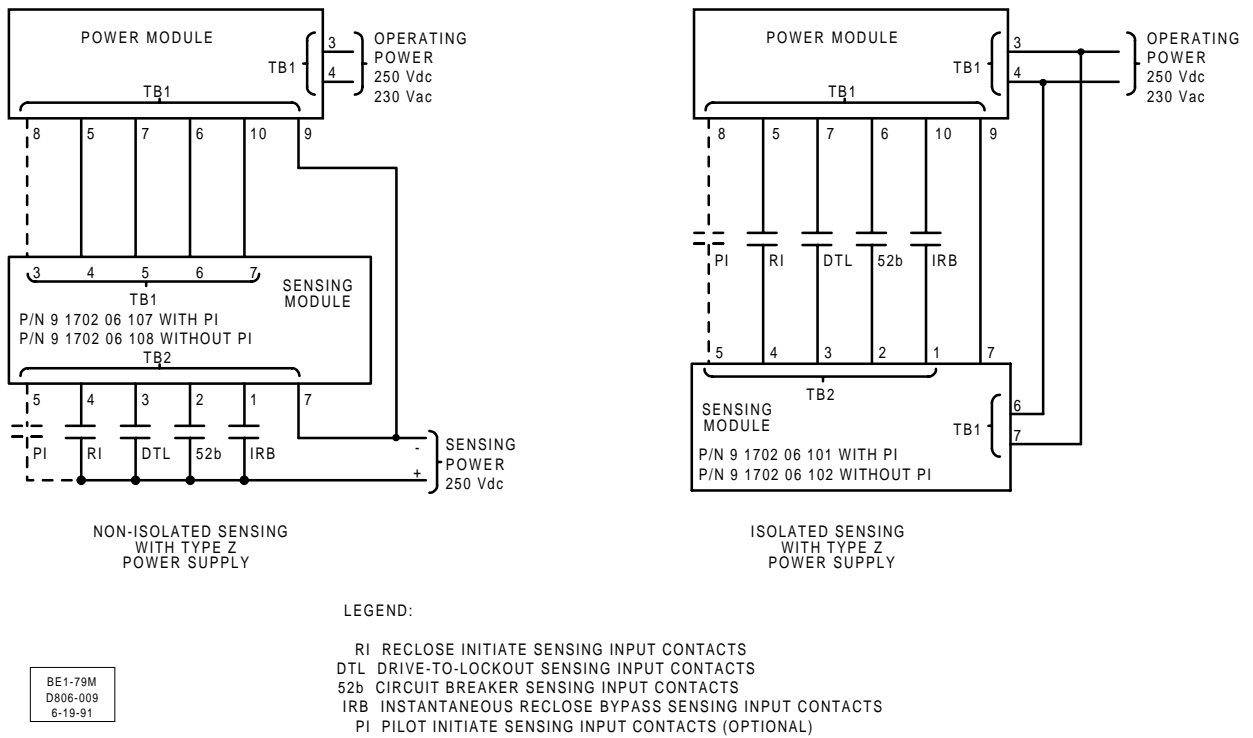 POWER MODULE
TB1
3
4
OPERATING
POWER
250 Vdc
230 Vac
TB1
8 5 7 6 10 9
3 4 5 6 7
TB1
SENSING
MODULE
P/N 9 1702 06 107 WITH PI
P/N 9 1702 06 108 WITHOUT PI
TB2
5 4 3 2 1 7
PI RI DTL 52b IRB
-
+
SENSING
POWER
250 Vdc
NON-ISOLATED SENSING
WITH TYPE Z
POWER SUPPLY
POWER MODULE
TB1
3
4
OPERATING
POWER
250 Vdc
230 Vac
TB1
8 5 7 6 10 9
PI RI DTL 52b IRB
5 4 3 2 1 7
TB2
SENSING
MODULE
TB1
6
7
P/N 9 1702 06 101 WITH PI
P/N 9 1702 06 102 WITHOUT PI
ISOLATED SENSING
WITH TYPE Z
POWER SUPPLY
LEGEND:
RI RECLOSE INITIATE SENSING INPUT CONTACTS
DTL DRIVE-TO-LOCKOUT SENSING INPUT CONTACTS
52b CIRCUIT BREAKER SENSING INPUT CONTACTS
IRB INSTANTANEOUS RECLOSE BYPASS SENSING INPUT CONTACTS
PI PILOT INITIATE SENSING INPUT CONTACTS (OPTIONAL)
BE1-79M
D806-009
6-19-91